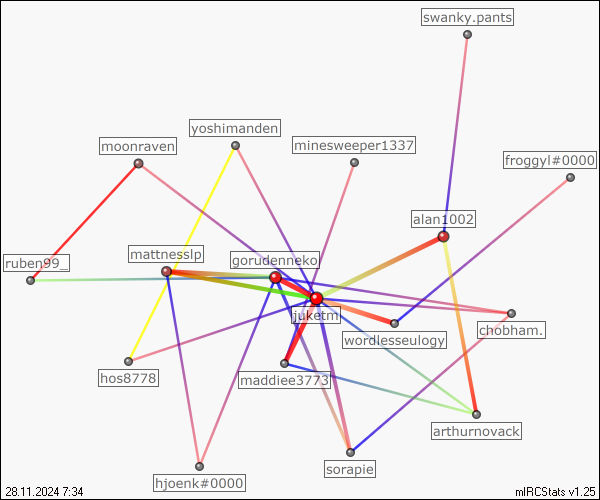 swanky.pants
yoshimanden
moonraven
minesweeper1337
froggyl#0000
alan1002
mattnesslp
gorudenneko
ruben99_
juketm
chobham.
wordlesseulogy
hos8778
maddiee3773
arthurnovack
sorapie
hjoenk#0000
28.11.2024 7:34
mIRCStats v1.25